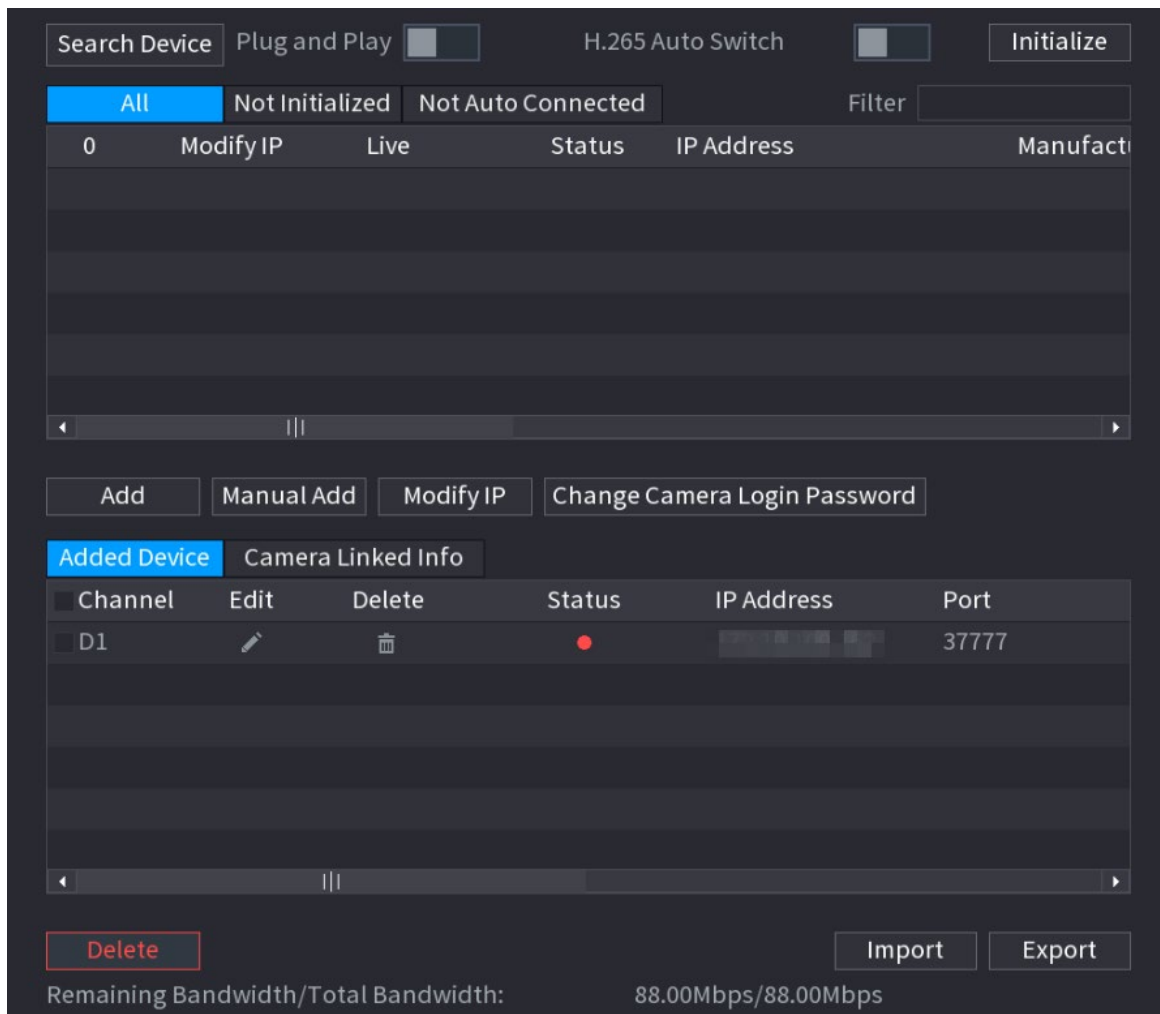 Search Device Plug and Play H.265 Auto Switch Initialize
All Not Initialized Not Auto Connected Filter
0 Modify IP Live Status IP Address Manufact
Add Manual Add Modify IP Change Camera Login Password
Added Device Camera Linked Info
Channel Edit Delete Status IP Address Port
D1 37777
Delete Import Export
Remaining Bandwidth/Total Bandwidth: 88.00Mbps/88.00Mbps